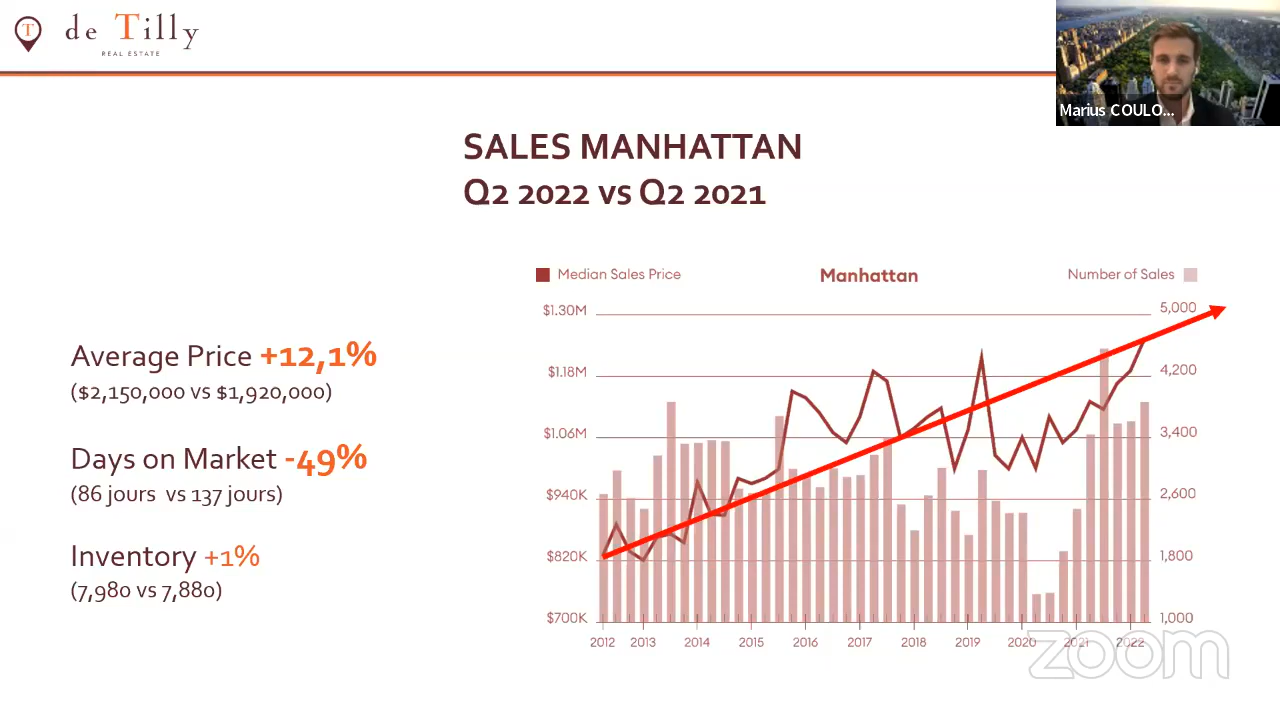 T
de Tilly
REAL ESTATE
Marius COULO...
SALES MANHATTAN
Q2 2022 vs Q2 2021
Median Sales Price
Manhattan
Number of Sales
Average Price +12,1%
($2,150,000 vs $1,920,000)
Days on Market -49%
(86 jours vs 137 jours)
Inventory +1%
(7,980 vs 7,880)
$1.30M
$1.18M
$1.06M
$940K
$820K
$700K
5,000
4,200
3,400
2,600
1,800
1,000
2012 2013 2014 2015 2016 2017 2018 2019 2020 2021 2022
zoom